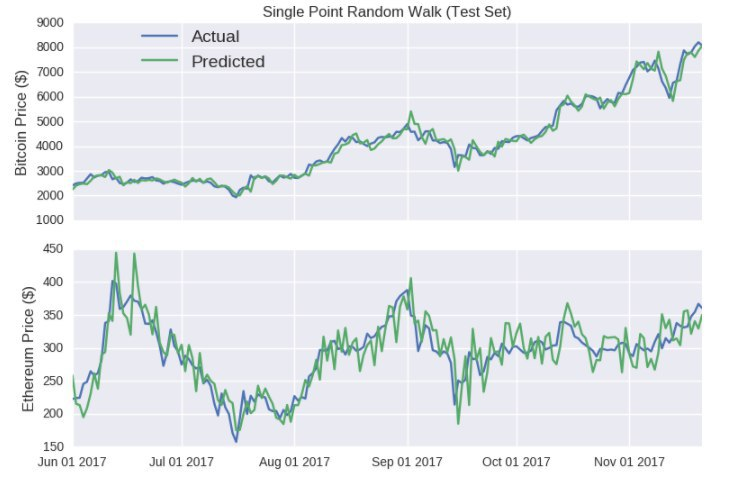 Single Point Random Walk (Test Set)
Bitcoin Price ($)
9000
8000
7000
6000
5000
4000
3000
2000
1000
Actual
Predicted
Ethereum Price ($)
450
400
350
300
250
200
150
Jun 01 2017 Jul 01 2017 Aug 01 2017 Sep 01 2017 Oct 01 2017 Nov 01 2017